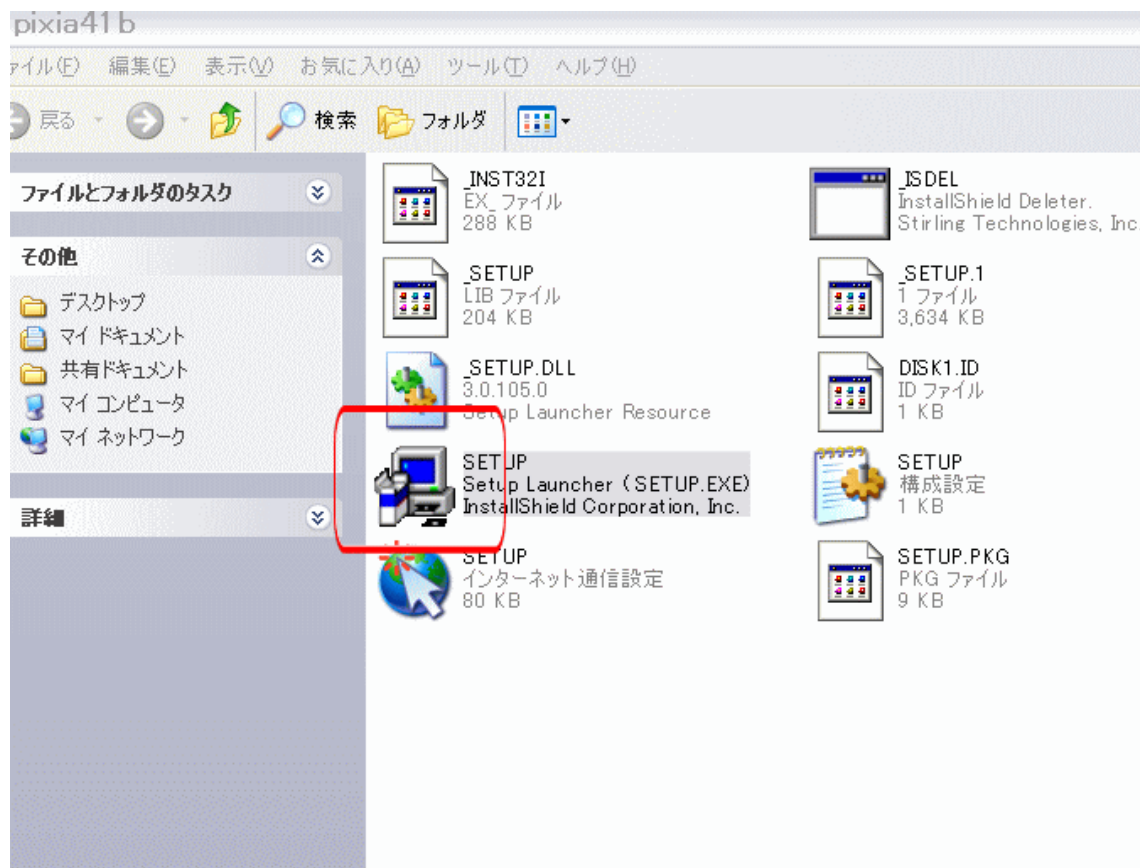 pixia41b
ァイル(F) 編集(E) 表示(V) お気に入り(A) ツール(T) ヘルプ(H)
戻る 検索 フォルダ
ファイルとフォルダのタスク
その他
デスクトップ
マイ ドキュメント
共有ドキュメント
マイ コンピュータ
マイ ネットワーク
詳細
_INST32I
EX_ ファイル
288 KB
_ISDEL
InstallShield Deleter.
Stirling Technologies, Inc.
_SETUP
LIB ファイル
204 KB
_SETUP.1
1 ファイル
3,634 KB
_SETUP.DLL
3.0.105.0
Setup Launcher Resource
DISK1.ID
ID ファイル
1 KB
SETUP
Setup Launcher (SETUP.EXE)
InstallShield Corporation, Inc.
SETUP
構成設定
1 KB
SETUP
インターネット通信設定
80 KB
SETUP.PKG
PKG ファイル
9 KB